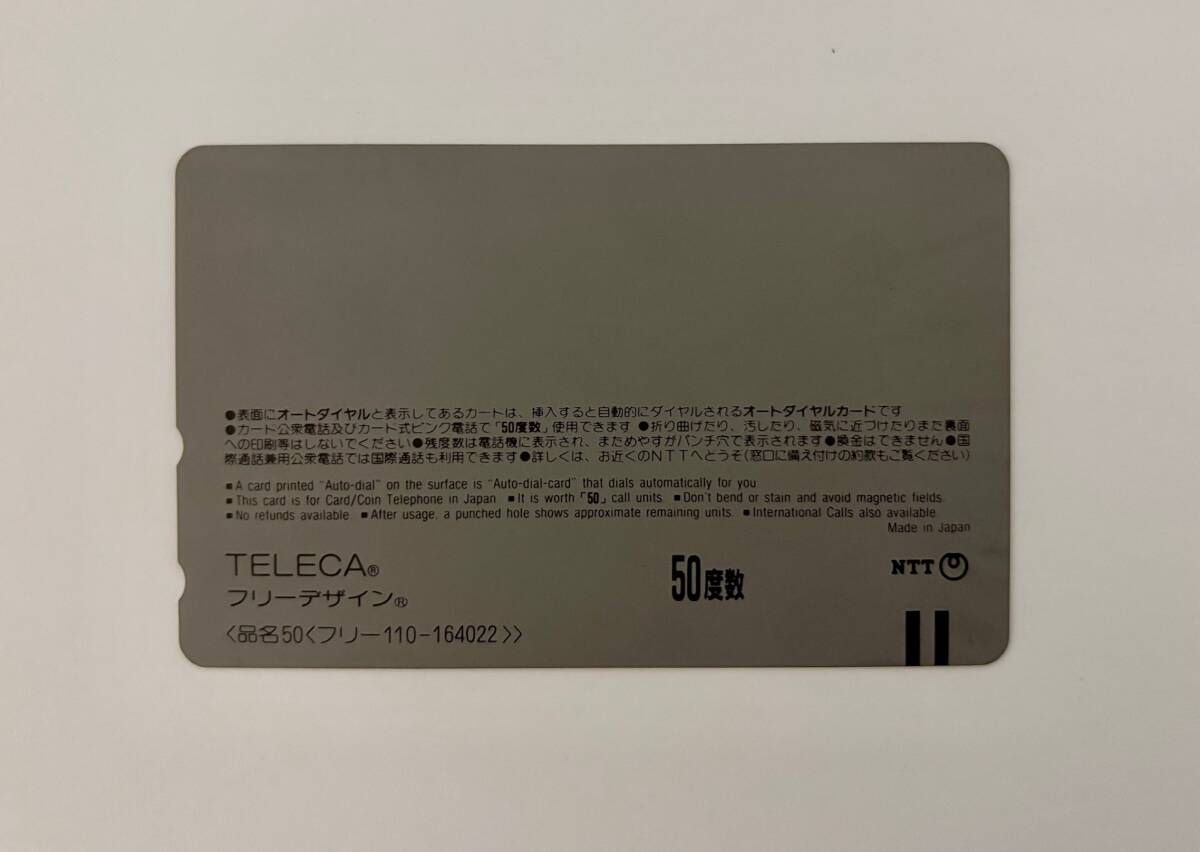 ●表面にオートダイヤルと表示してあるカードは、挿入すると自動的にダイヤルされるオートダイヤルカードです
●カード公衆電話及びカード式ピンク電話で「50度数」使用できます ●折り曲げたり、汚したり、磁気に近づけたりまた裏面
への印刷等はしないでください●残度数は電話機に表示され、まためやすがパンチ穴で表示されます●換金はできません●国
際通話兼用公衆電話では国際通話も利用できます●詳しくは、お近くのNTTへどうぞ(窓口に備え付けの約款もご覧ください)
■A card printed "Auto-dial" on the surface is "Auto-dial-card" that dials automatically for you
■This card is for Card/Coin Telephone in Japan. ■It is worth「50」call units. ■Don't bend or stain and avoid magnetic fields.
■No refunds available. ■After usage, a punched hole shows approximate remaining units. ■International Calls also available.
Made in Japan
TELECA®
フリーデザイン®
〈品名50〈フリー110-164022〉〉
50度数
NTT